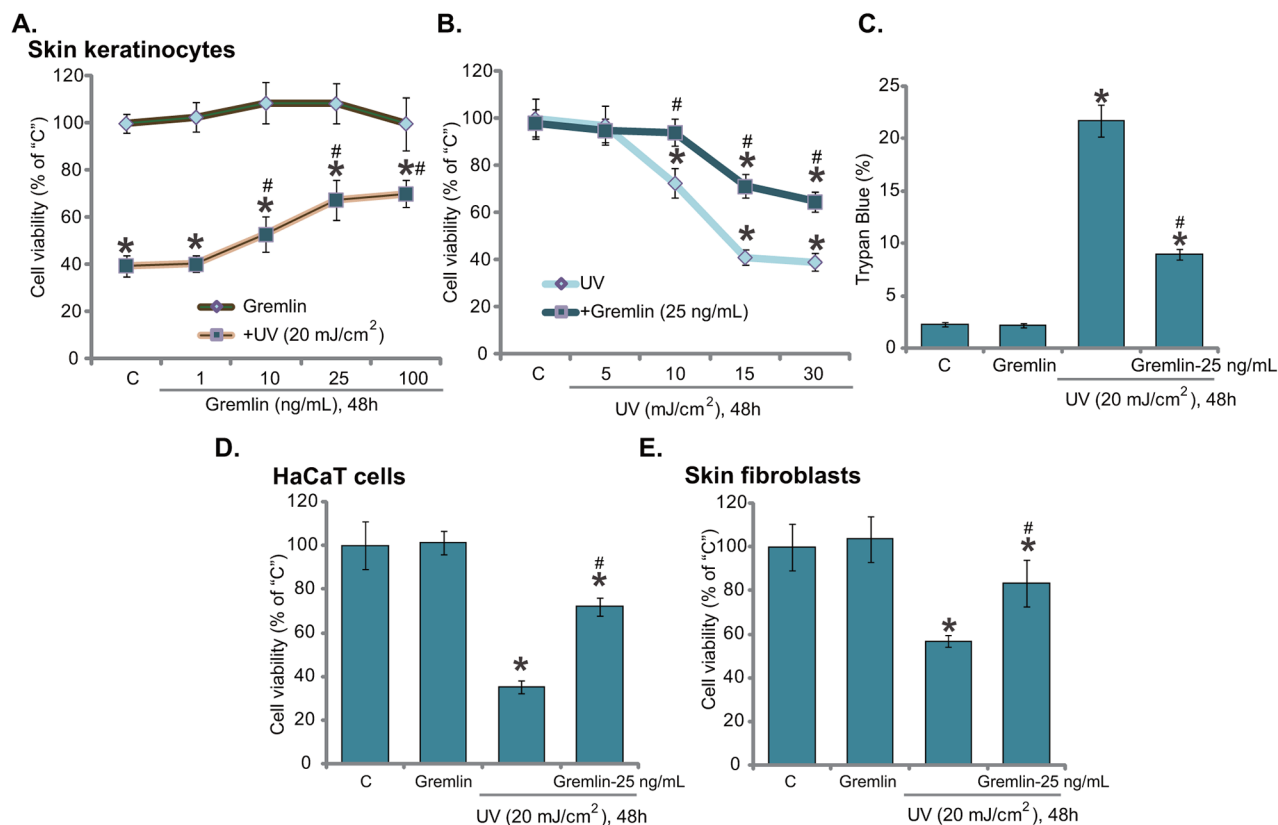 A.
Skin keratinocytes
Cell viability (% of “C”)
120
100
80
60
40
20
0
* * * * *
# # #
Gremlin
+UV (20 mJ/cm²)
C 1 10 25 100
Gremlin (ng/mL), 48h
B.
Cell viability (% of “C”)
120
100
80
60
40
20
0
# # #
* * *
* *
UV
+Gremlin (25 ng/mL)
C 5 10 15 30
UV (mJ/cm²), 48h
C.
Trypan Blue (%)
25
20
15
10
5
0
*
#
*
C Gremlin Gremlin-25 ng/mL
UV (20 mJ/cm²), 48h
D.
HaCaT cells
Cell viability (% of “C”)
120
100
80
60
40
20
0
*
#
*
C Gremlin Gremlin-25 ng/mL
UV (20 mJ/cm²), 48h
E.
Skin fibroblasts
Cell viability (% of “C”)
120
100
80
60
40
20
0
*
#
*
C Gremlin Gremlin-25 ng/mL
UV (20 mJ/cm²), 48h